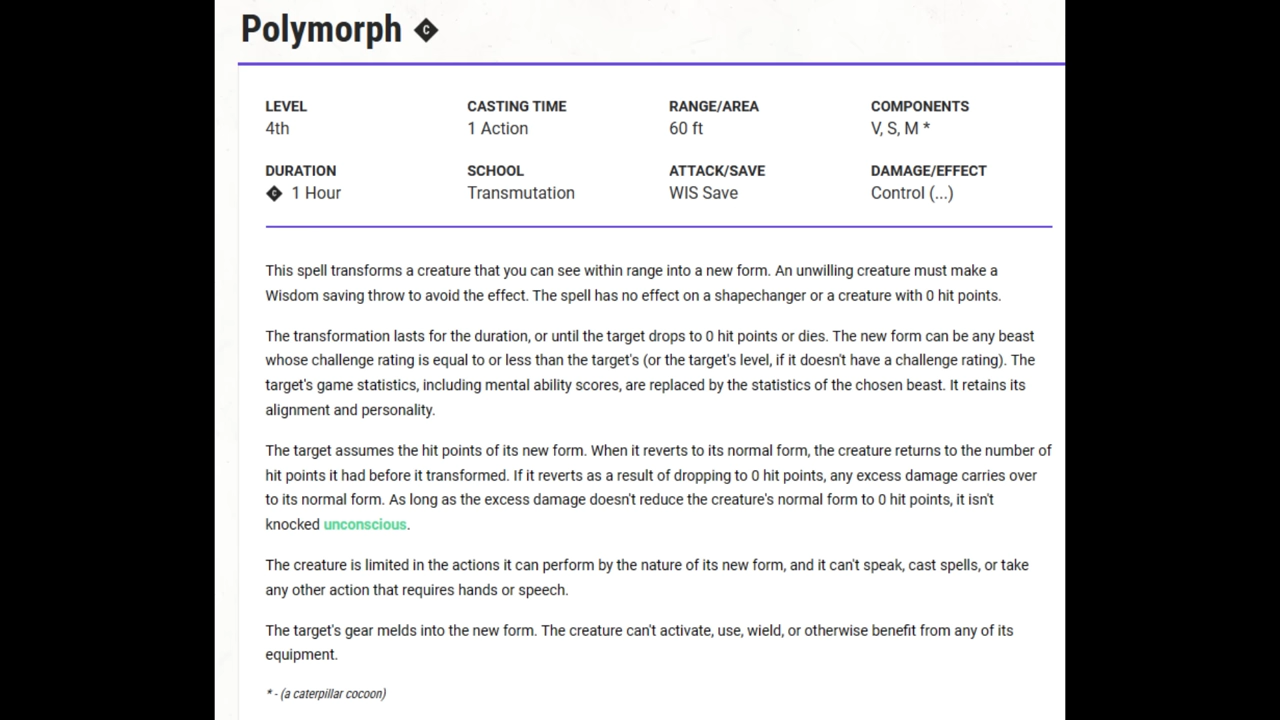 Polymorph C
LEVEL CASTING TIME RANGE/AREA COMPONENTS
4th 1 Action 60 ft V, S, M *
DURATION SCHOOL ATTACK/SAVE DAMAGE/EFFECT
C 1 Hour Transmutation WIS Save Control (...)
This spell transforms a creature that you can see within range into a new form. An unwilling creature must make a
Wisdom saving throw to avoid the effect. The spell has no effect on a shapechanger or a creature with 0 hit points.
The transformation lasts for the duration, or until the target drops to 0 hit points or dies. The new form can be any beast
whose challenge rating is equal to or less than the target's (or the target's level, if it doesn't have a challenge rating). The
target's game statistics, including mental ability scores, are replaced by the statistics of the chosen beast. It retains its
alignment and personality.
The target assumes the hit points of its new form. When it reverts to its normal form, the creature returns to the number of
hit points it had before it transformed. If it reverts as a result of dropping to 0 hit points, any excess damage carries over
to its normal form. As long as the excess damage doesn't reduce the creature's normal form to 0 hit points, it isn't
knocked unconscious.
The creature is limited in the actions it can perform by the nature of its new form, and it can't speak, cast spells, or take
any other action that requires hands or speech.
The target's gear melds into the new form. The creature can't activate, use, wield, or otherwise benefit from any of its
equipment.
* - (a caterpillar cocoon)